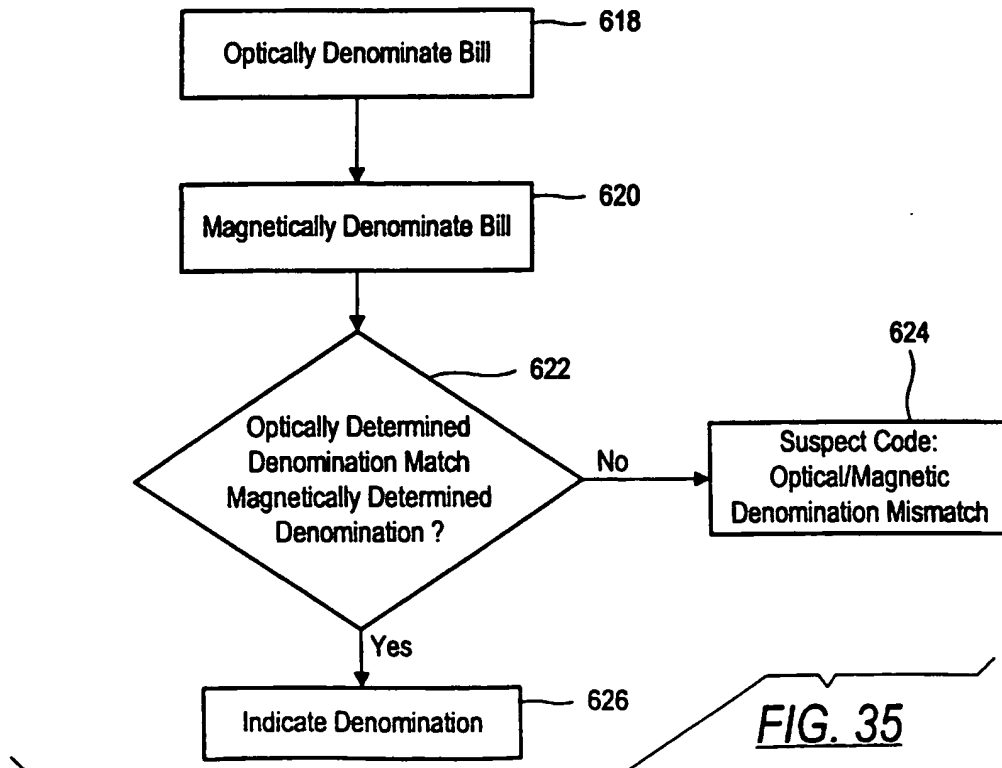 Optically Denominate Bill
618
Magnetically Denominate Bill
620
Optically Determined
Denomination Match
Magnetically Determined
Denomination ?
622
No
624
Suspect Code:
Optical/Magnetic
Denomination Mismatch
Yes
Indicate Denomination
626
FIG. 35